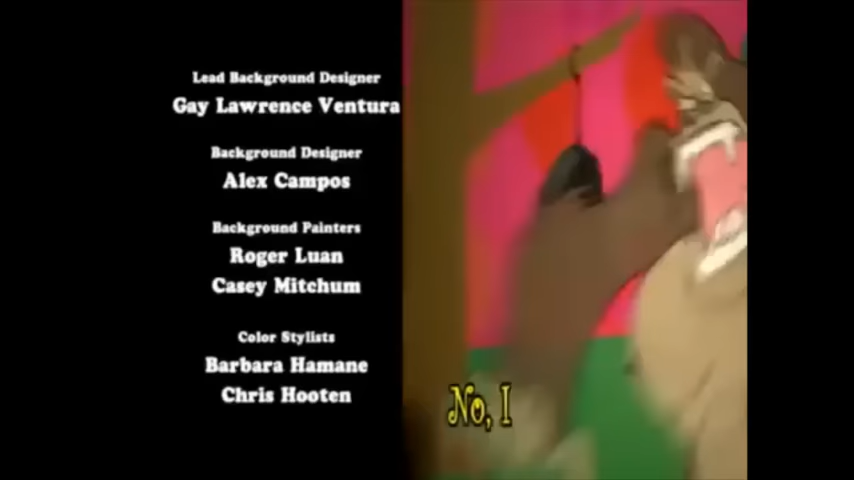 Lead Background Designer
Gay Lawrence Ventura
Background Designer
Alex Campos
Background Painters
Roger Luan
Casey Mitchum
Color Stylists
Barbara Hamane
Chris Hooten
No, I